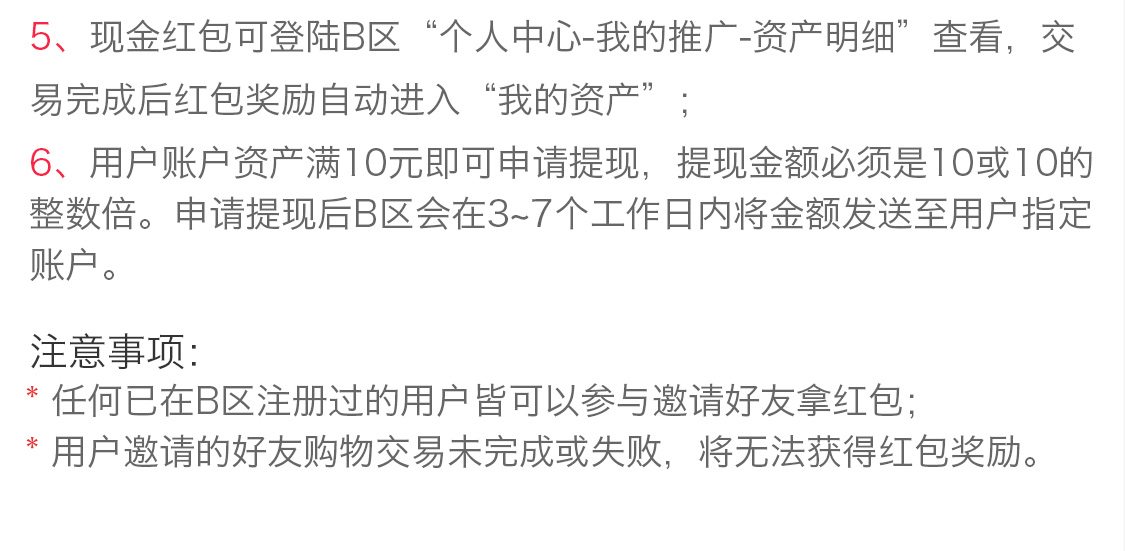 5、现金红包可登陆B区“个人中心-我的推广-资产明细”查看，交
易完成后红包奖励自动进入“我的资产”；
6、用户账户资产满10元即可申请提现，提现金额必须是10或10的
整数倍。申请提现后B区会在3~7个工作日内将金额发送至用户指定
账户。
注意事项：
* 任何已在B区注册过的用户皆可以参与邀请好友拿红包；
* 用户邀请的好友购物交易未完成或失败，将无法获得红包奖励。